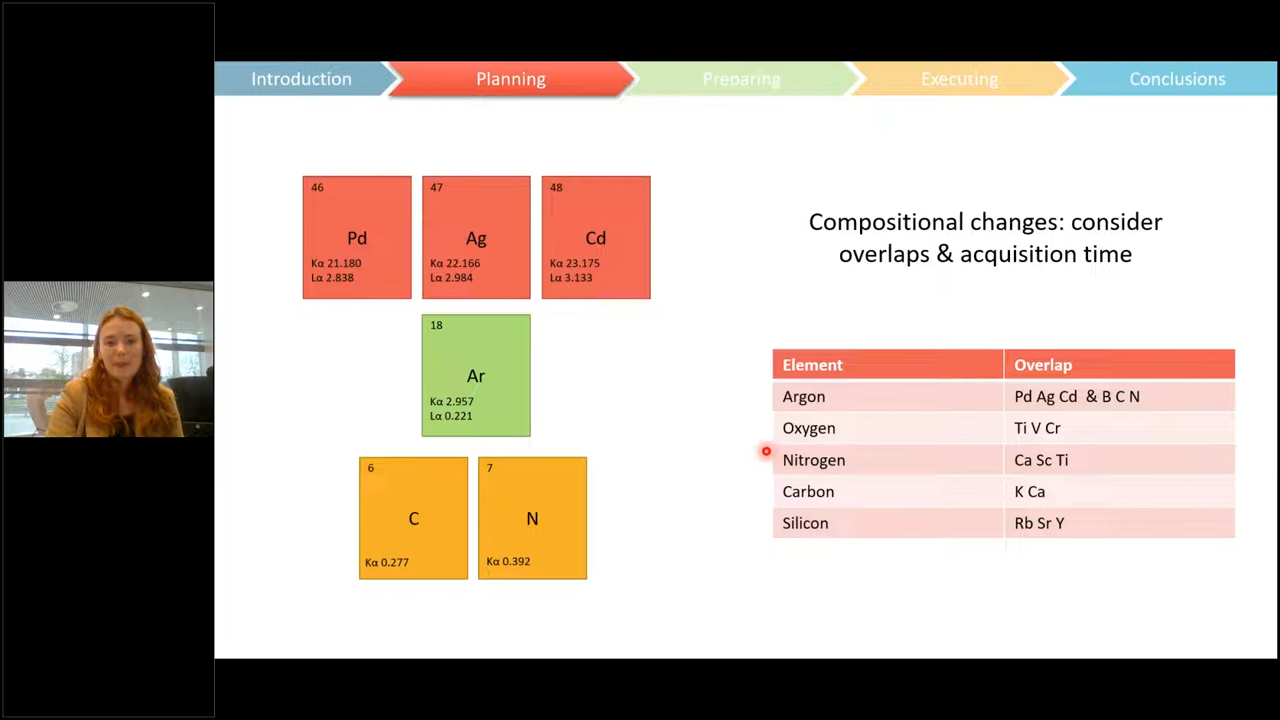 Introduction
Planning
Preparing
Executing
Conclusions
46
Pd
Kα 21.180
Lα 2.838
47
Ag
Kα 22.166
Lα 2.984
48
Cd
Kα 23.175
Lα 3.133
18
Ar
Kα 2.957
Lα 0.221
6
C
Kα 0.277
7
N
Kα 0.392
Compositional changes: consider
overlaps & acquisition time
Element Overlap
Argon Pd Ag Cd & B C N
Oxygen Ti V Cr
Nitrogen Ca Sc Ti
Carbon K Ca
Silicon Rb Sr Y